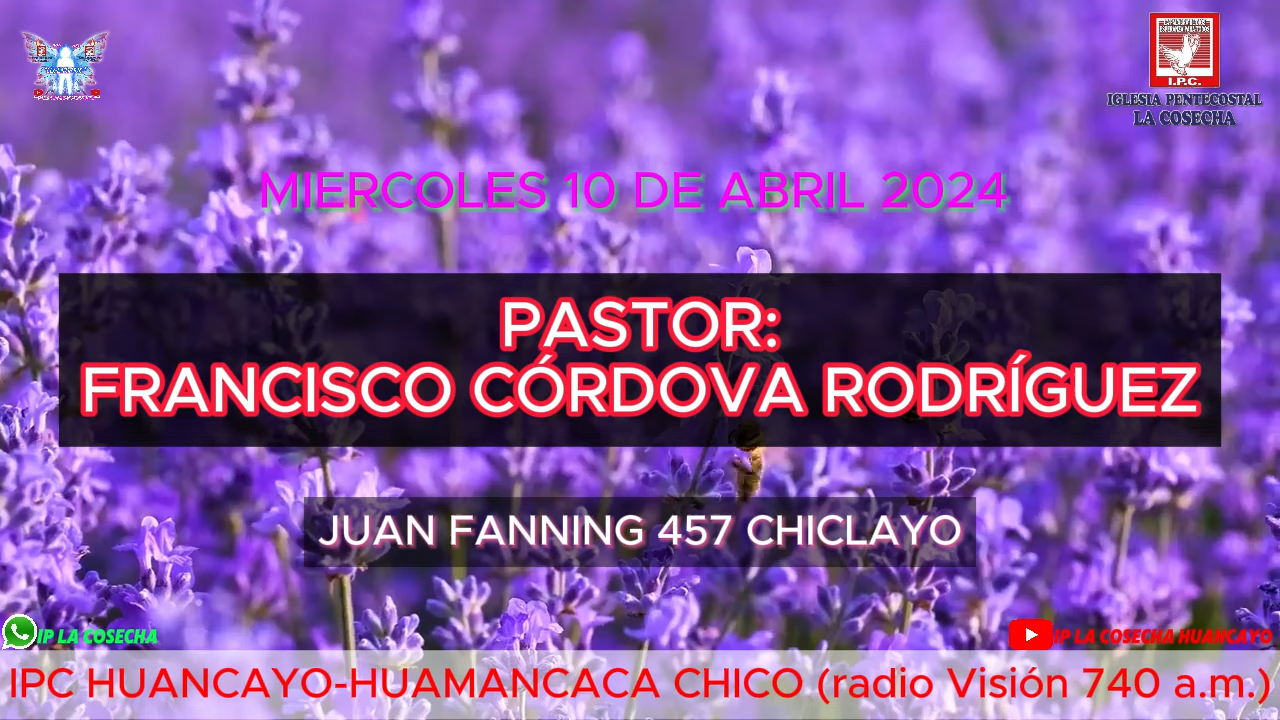 I.P.C.
IGLESIA PENTECOSTAL
LA COSECHA
MIERCOLES 10 DE ABRIL 2024
PASTOR:
FRANCISCO CÓRDOVA RODRÍGUEZ
JUAN FANNING 457 CHICLAYO
IP LA COSECHA
IP LA COSECHA HUANCAYO
IPC HUANCAYO-HUAMANCACA CHICO (radio Visión 740 a.m.)